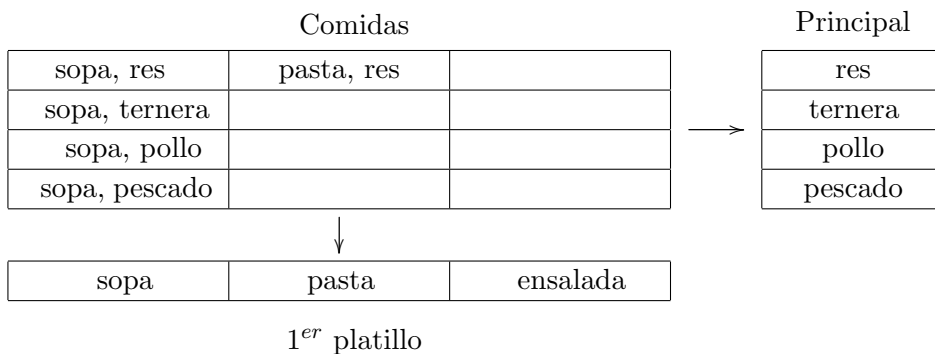 Comidas Principal
sopa, res pasta, res res
sopa, ternera ternera
sopa, pollo pollo
sopa, pescado pescado
sopa pasta ensalada
1er platillo